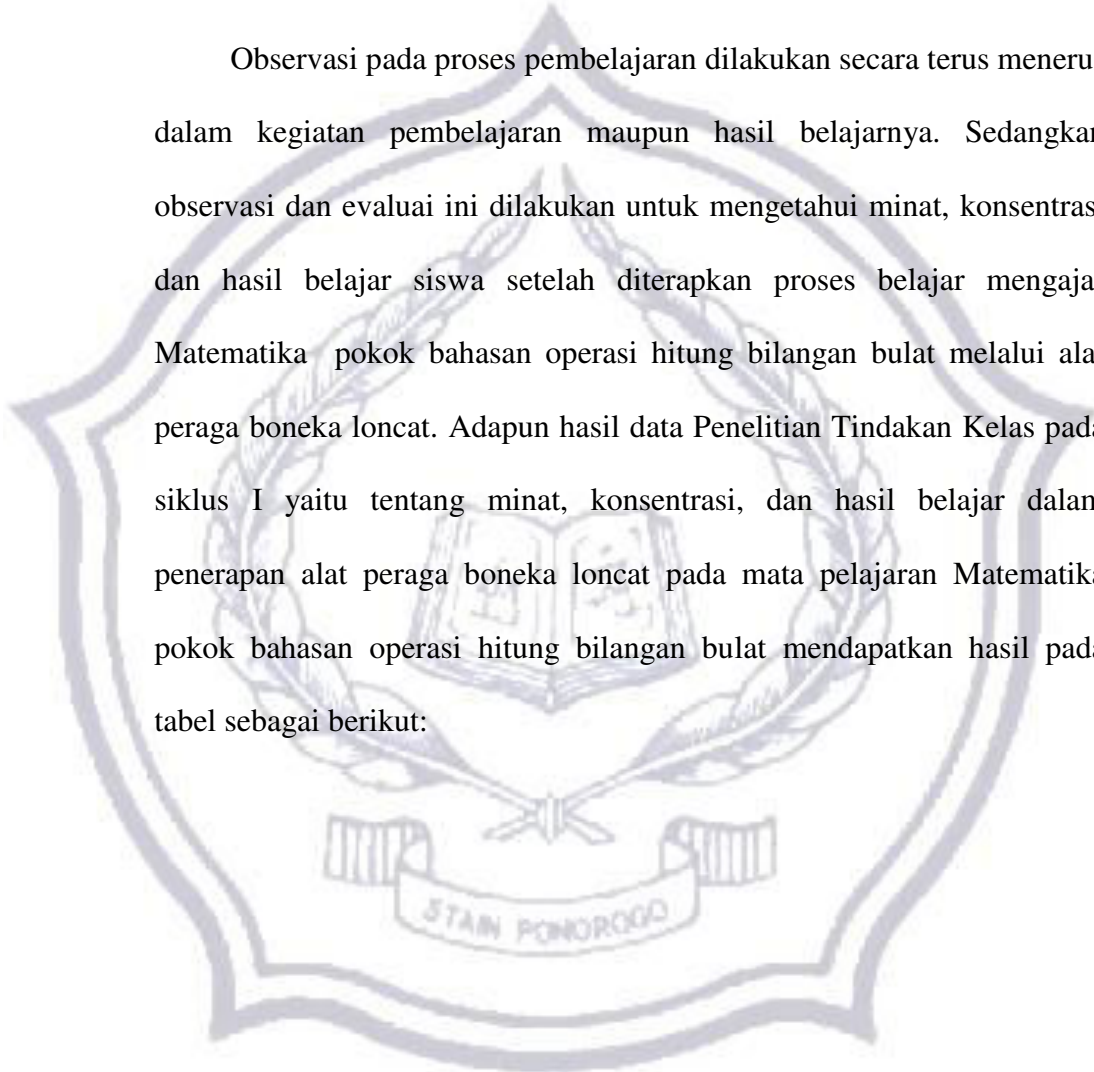 Observasi pada proses pembelajaran dilakukan secara terus meneru
dalam kegiatan pembelajaran maupun hasil belajarnya. Sedangkan
observasi dan evaluai ini dilakukan untuk mengetahui minat, konsentras
dan hasil belajar siswa setelah diterapkan proses belajar mengaja
Matematika pokok bahasan operasi hitung bilangan bulat melalui ala
peraga boneka loncat. Adapun hasil data Penelitian Tindakan Kelas pada
siklus I yaitu tentang minat, konsentrasi, dan hasil belajar dalam
penerapan alat peraga boneka loncat pada mata pelajaran Matematika
pokok bahasan operasi hitung bilangan bulat mendapatkan hasil pada
tabel sebagai berikut:
STAIN PONOROGO